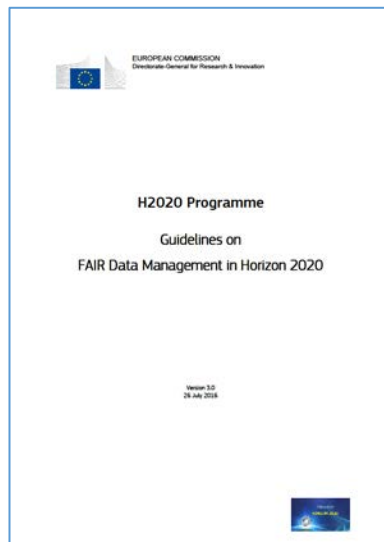 EUROPEAN COMMISSION
Directorate-General for Research & Innovation
H2020 Programme
Guidelines on
FAIR Data Management in Horizon 2020
Version 3.0
26 July 2016